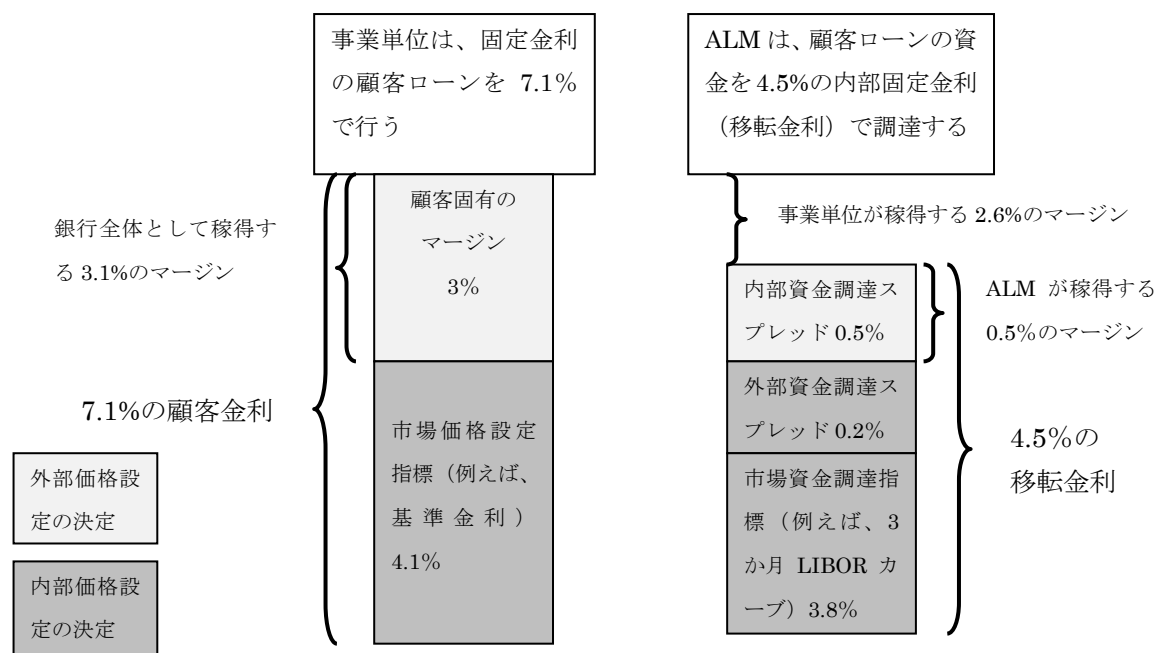 事業単位は、固定金利
の顧客ローンを 7.1%
で行う
ALM は、顧客ローンの資
金を 4.5%の内部固定金利
（移転金利）で調達する
顧客固有の
マージン
3%
銀行全体として稼得す
る 3.1%のマージン
事業単位が稼得する 2.6%のマージン
内部資金調達ス
プレッド 0.5%
ALM が稼得する
0.5%のマージン
7.1%の顧客金利
市場価格設定
指標（例えば、
基準金利）
4.1%
外部資金調達ス
プレッド 0.2%
市場資金調達指
標（例えば、3
か月 LIBOR カ
ーブ）3.8%
4.5%の
移転金利
外部価格設
定の決定
内部価格設
定の決定